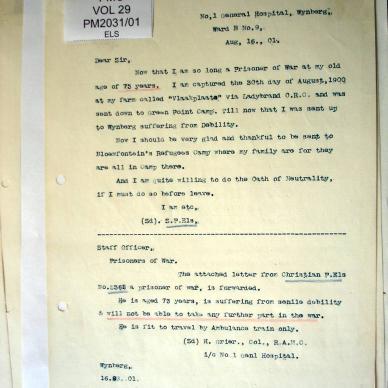 VOL 29
PM2031/01
ELS
No.1 General Hospital, Wynberg,
Ward B No.9,
Aug, 16., 01.
Dear Sir,
Now that I am so long a Prisoner of War at my old
age of 73 years. I am captured the 30th day of August,1900
at my farm called "Vlaakplaats" via Ladybrand O.R.C. and was
sent down to Green Point Camp. Till now that I was sent up
to Wynberg suffering from Debility.
Now I should be very glad and thankful to be sent to
Bloemfontein's Refugees Camp where my family are for they
are all in Camp there.
And I am quite willing to do the Oath of Neutrality,
if I must do so before leave.
I am etc,
(Sd). S.P.Els,
Staff Officer,
Prisoners of War.
The attached letter from Christian P.Els
No. a prisoner of war, is forwarded.
He is aged 73 years, is suffering from senile debility
& will not be able to take any further part in the war.
He is fit to travel by Ambulance train only.
(Sd) H. Col., R.A.M.C.
i/c No.1 Genl Hospital.
Wynberg,